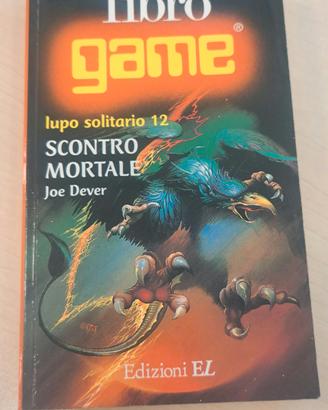 libro
game®
lupo solitario 12
SCONTRO
MORTALE
Joe Dever
Edizioni EL